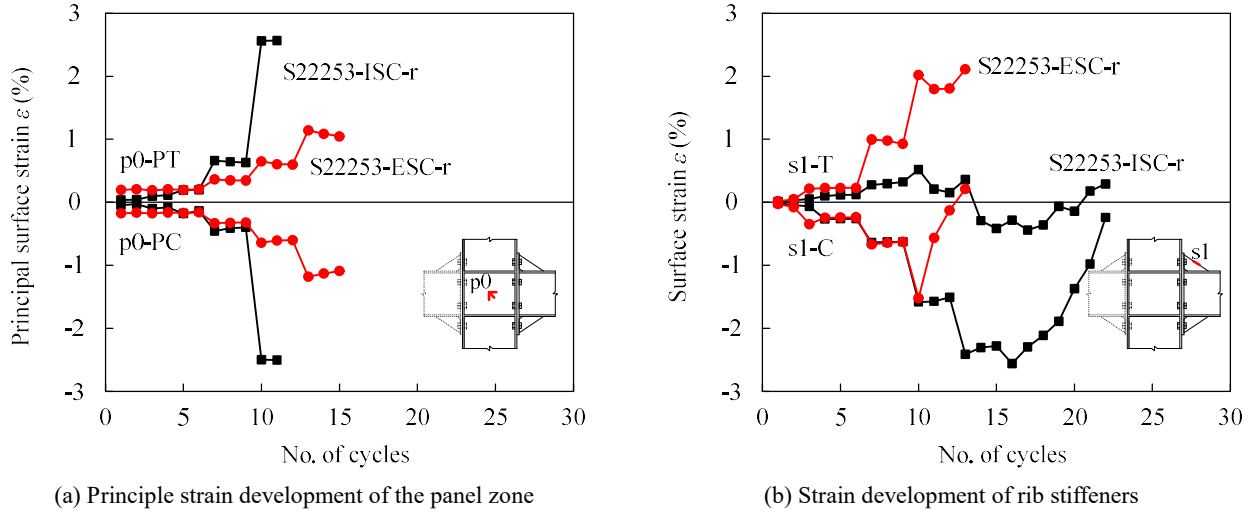 3
2
1
0
-1
-2
-3
Principal surface strain ε (%)
S22253-ISC-r
p0-PT
S22253-ESC-r
p0-PC
p0
0 5 10 15 20 25 30
No. of cycles
(a) Principle strain development of the panel zone
3
2
1
0
-1
-2
-3
Surface strain ε (%)
S22253-ESC-r
s1-T
S22253-ISC-r
s1-C
s1
0 5 10 15 20 25 30
No. of cycles
(b) Strain development of rib stiffeners